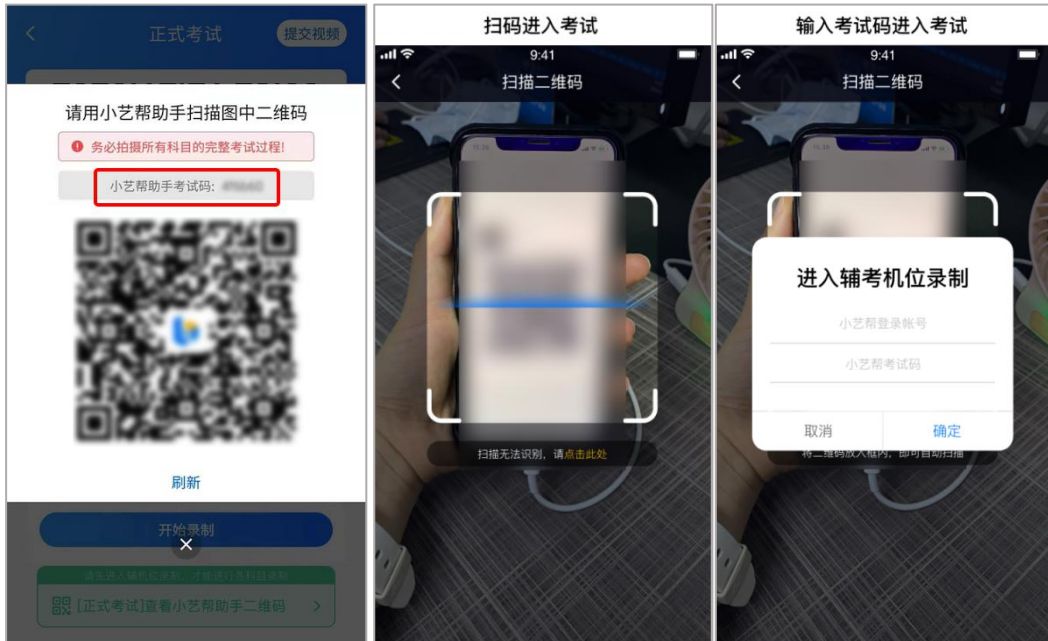 正式考试
提交视频
请用小艺帮助手扫描图中二维码
务必拍摄所有科目的完整考试过程!
小艺帮助手考试码:
刷新
开始录制
[正式考试]查看小艺帮助手二维码
扫码进入考试
9:41
扫描二维码
扫描无法识别, 请点击此处
输入考试码进入考试
9:41
扫描二维码
进入辅考机位录制
小艺帮登录帐号
小艺帮考试码
取消
确定
将二维码放入框内, 即可自动扫描